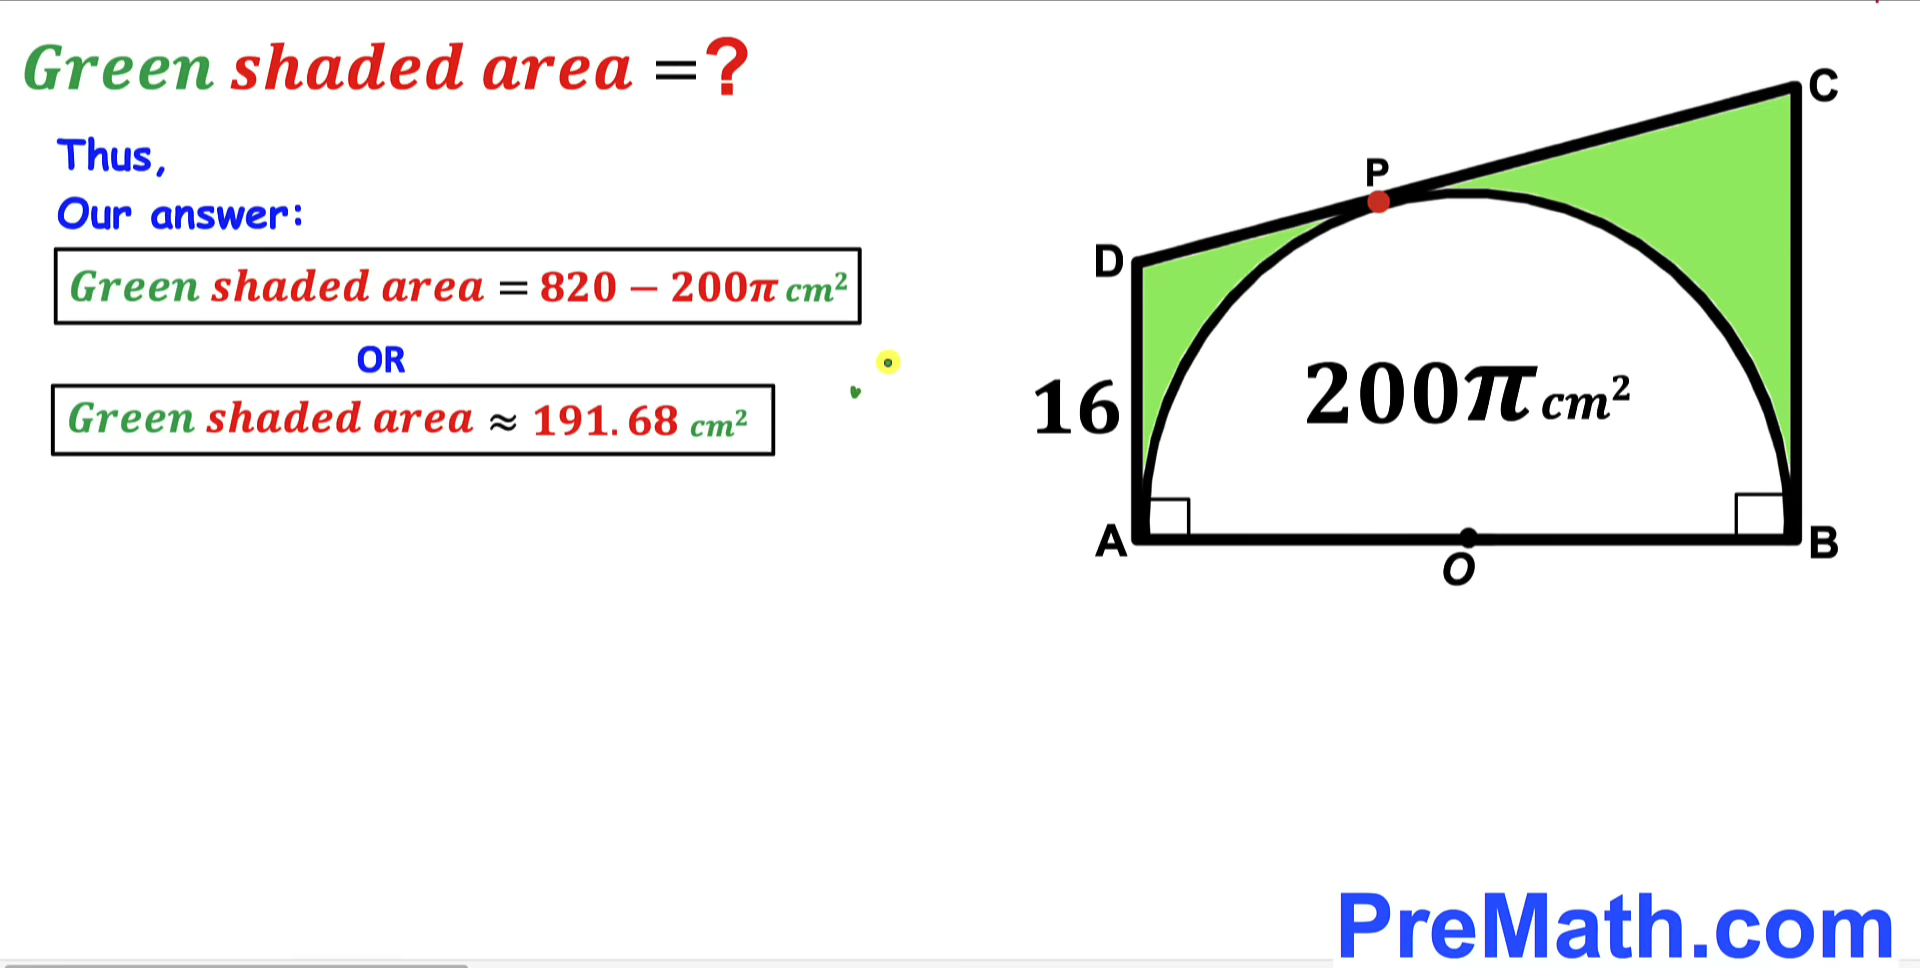 Green shaded area =?
Thus,
Our answer:
Green shaded area = 820 − 200π cm²
OR
Green shaded area ≈ 191.68 cm²
C
P
D
16
200π cm²
A
B
O
PreMath.com